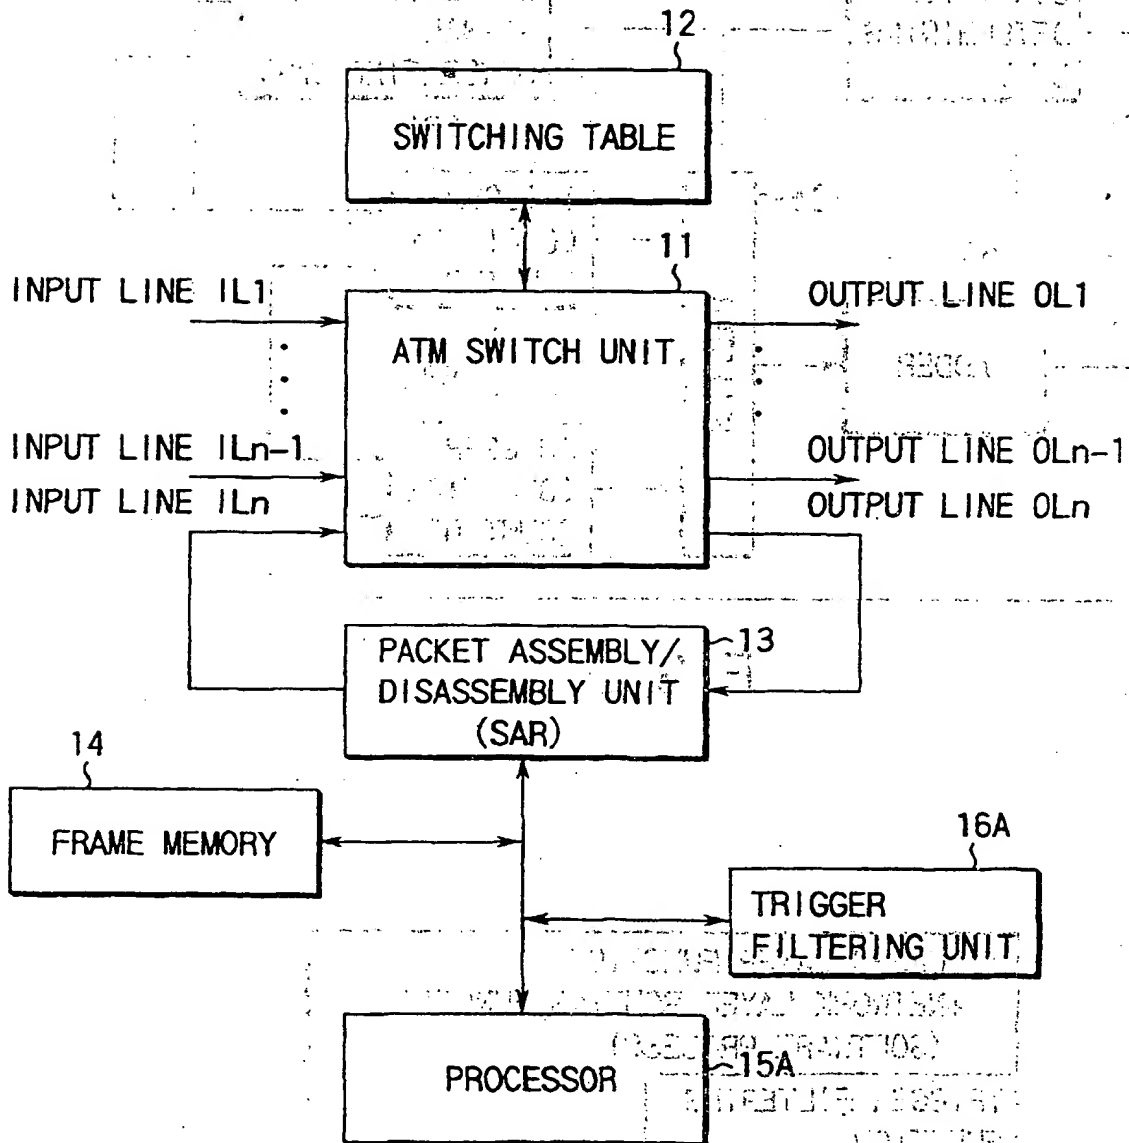 12
SWITCHING TABLE
11
INPUT LINE IL1
OUTPUT LINE OL1
ATM SWITCH UNIT
INPUT LINE ILn-1
OUTPUT LINE OLn-1
INPUT LINE ILn
OUTPUT LINE OLn
13
PACKET ASSEMBLY/
DISASSEMBLY UNIT
(SAR)
14
FRAME MEMORY
16A
TRIGGER
FILTERING UNIT
15A
PROCESSOR